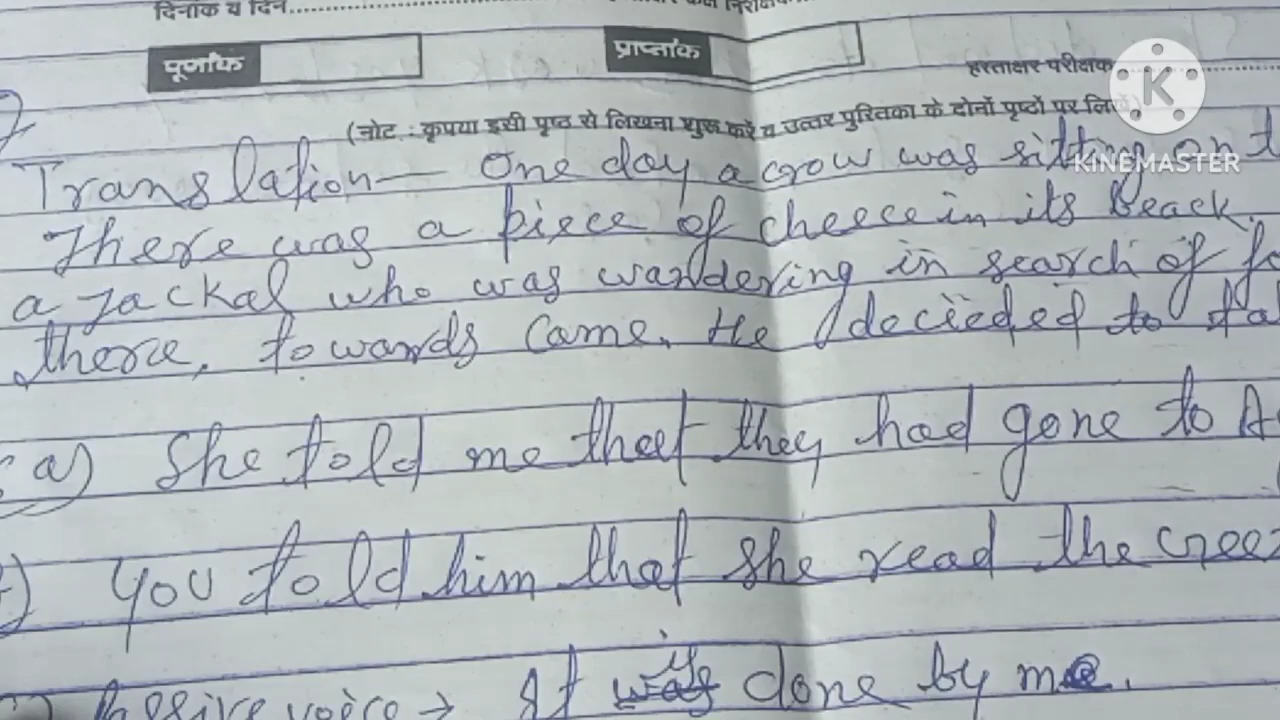 दिनांक व दिन
पूर्णांक
प्राप्तांक
हस्ताक्षर परीक्षक
(नोट : कृपया इसी पृष्ठ से लिखना शुरू करें व उत्तर पुस्तिका के दोनों पृष्ठों पर लिखें)
KINEMASTER
Translation— One day a crow was sitting on
There was a piece of cheece in its beack.
a jackal who was wandering in search of
there, towards came. He decieded to
a) She told me that they had gone to
You told him that she read the
voice → It is done by me.